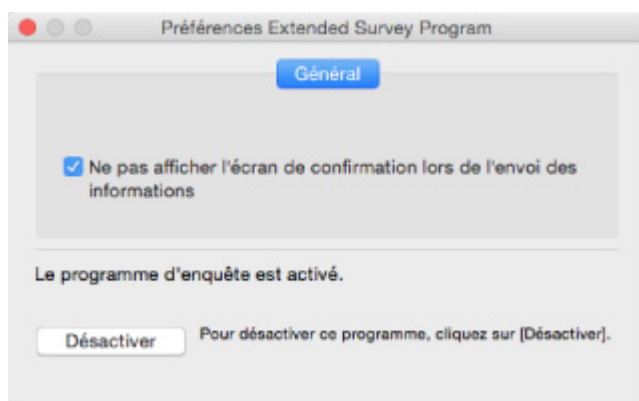 Préférences Extended Survey Program
Général
Ne pas afficher l'écran de confirmation lors de l'envoi des
informations
Le programme d'enquête est activé.
Désactiver
Pour désactiver ce programme, cliquez sur [Désactiver].